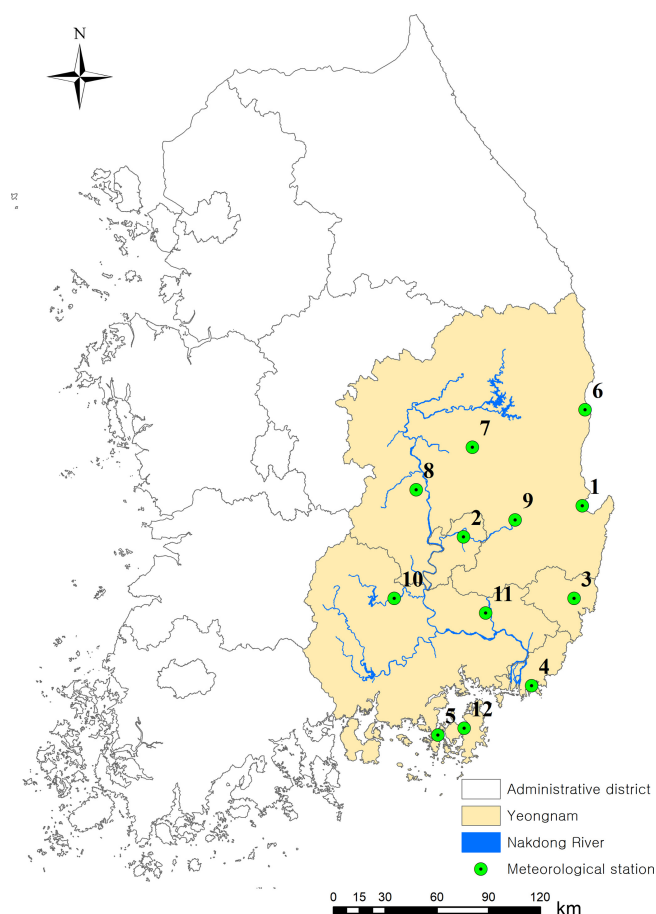 N
6
7
8
1
9
2
10
3
11
4
5
12
Administrative district
Yeongnam
Nakdong River
Meteorological station
0 15 30 60 90 120
km